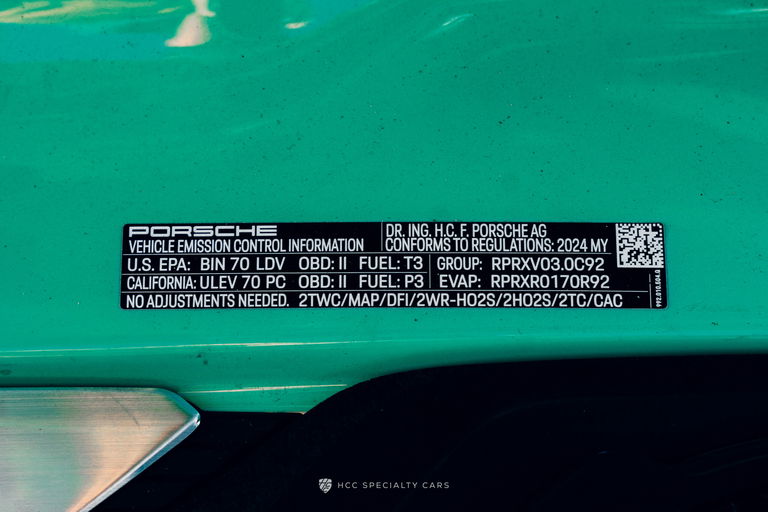 PORSCHE
VEHICLE EMISSION CONTROL INFORMATION
DR. ING. H.C. F. PORSCHE AG
CONFORMS TO REGULATIONS: 2024 MY
U.S. EPA: BIN 70 LDV OBD: II FUEL: T3 GROUP: RPRXV03.0C92
CALIFORNIA: ULEV 70 PC OBD: II FUEL: P3 EVAP: RPRXR0170R92
NO ADJUSTMENTS NEEDED. 2TWC/MAP/DFI/2WR-HO2S/2HO2S/2TC/CAC
HCC SPECIALTY CARS